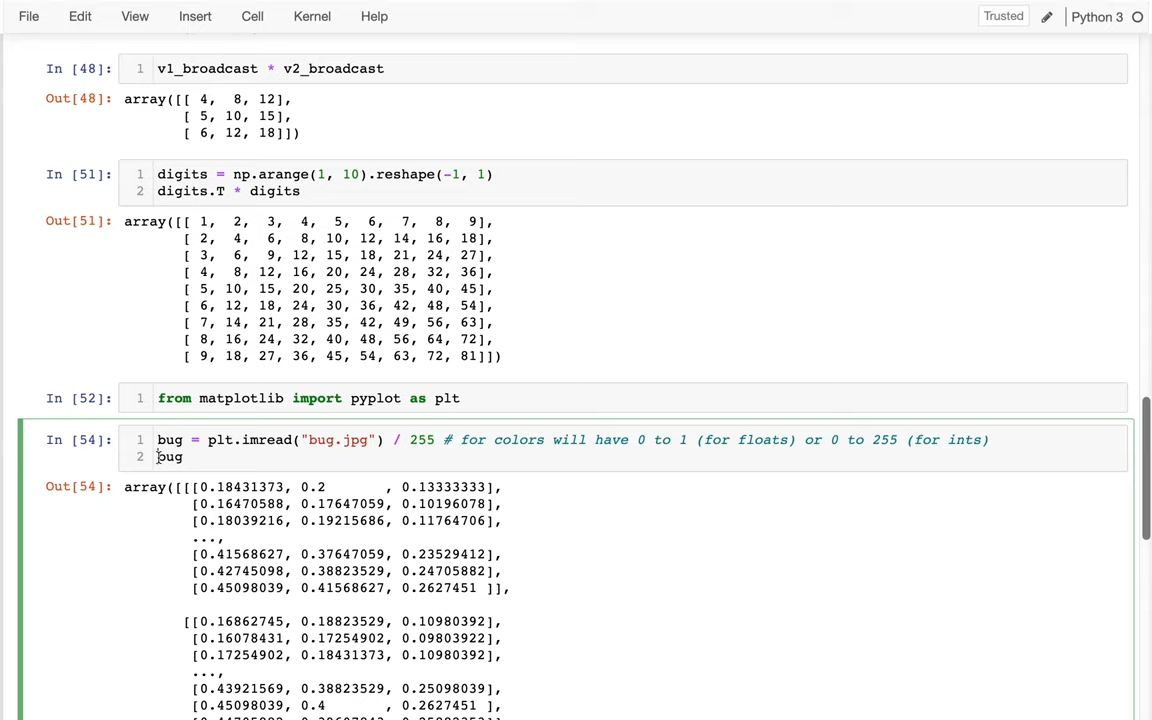 File Edit View Insert Cell Kernel Help Trusted Python 3
In [48]: 1 v1_broadcast * v2_broadcast
Out[48]: array([[ 4,  8, 12],
[ 5, 10, 15],
[ 6, 12, 18]])
In [51]: 1 digits = np.arange(1, 10).reshape(-1, 1)
2 digits.T * digits
Out[51]: array([[ 1,  2,  3,  4,  5,  6,  7,  8,  9],
[ 2,  4,  6,  8, 10, 12, 14, 16, 18],
[ 3,  6,  9, 12, 15, 18, 21, 24, 27],
[ 4,  8, 12, 16, 20, 24, 28, 32, 36],
[ 5, 10, 15, 20, 25, 30, 35, 40, 45],
[ 6, 12, 18, 24, 30, 36, 42, 48, 54],
[ 7, 14, 21, 28, 35, 42, 49, 56, 63],
[ 8, 16, 24, 32, 40, 48, 56, 64, 72],
[ 9, 18, 27, 36, 45, 54, 63, 72, 81]])
In [52]: 1 from matplotlib import pyplot as plt
In [54]: 1 bug = plt.imread("bug.jpg") / 255 # for colors will have 0 to 1 (for floats) or 0 to 255 (for ints)
2 bug
Out[54]: array([[[0.18431373, 0.2       , 0.13333333],
[0.16470588, 0.17647059, 0.10196078],
[0.18039216, 0.19215686, 0.11764706],
...,
[0.41568627, 0.37647059, 0.23529412],
[0.42745098, 0.38823529, 0.24705882],
[0.45098039, 0.41568627, 0.2627451 ]],
[[0.16862745, 0.18823529, 0.10980392],
[0.16078431, 0.17254902, 0.09803922],
[0.17254902, 0.18431373, 0.10980392],
...,
[0.43921569, 0.38823529, 0.25098039],
[0.45098039, 0.4       , 0.2627451 ],